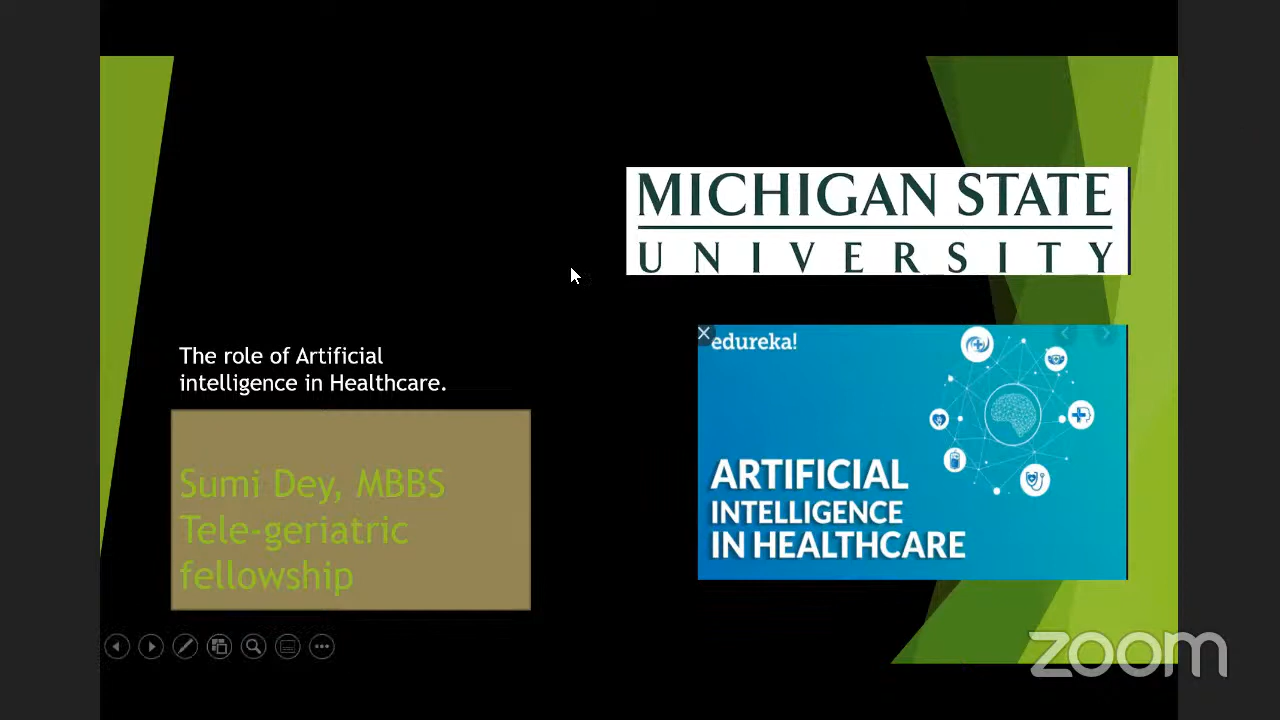 MICHIGAN STATE
UNIVERSITY
The role of Artificial
intelligence in Healthcare.
Sumi Dey, MBBS
Tele-geriatric
fellowship
edureka!
ARTIFICIAL
INTELLIGENCE
IN HEALTHCARE
zoom